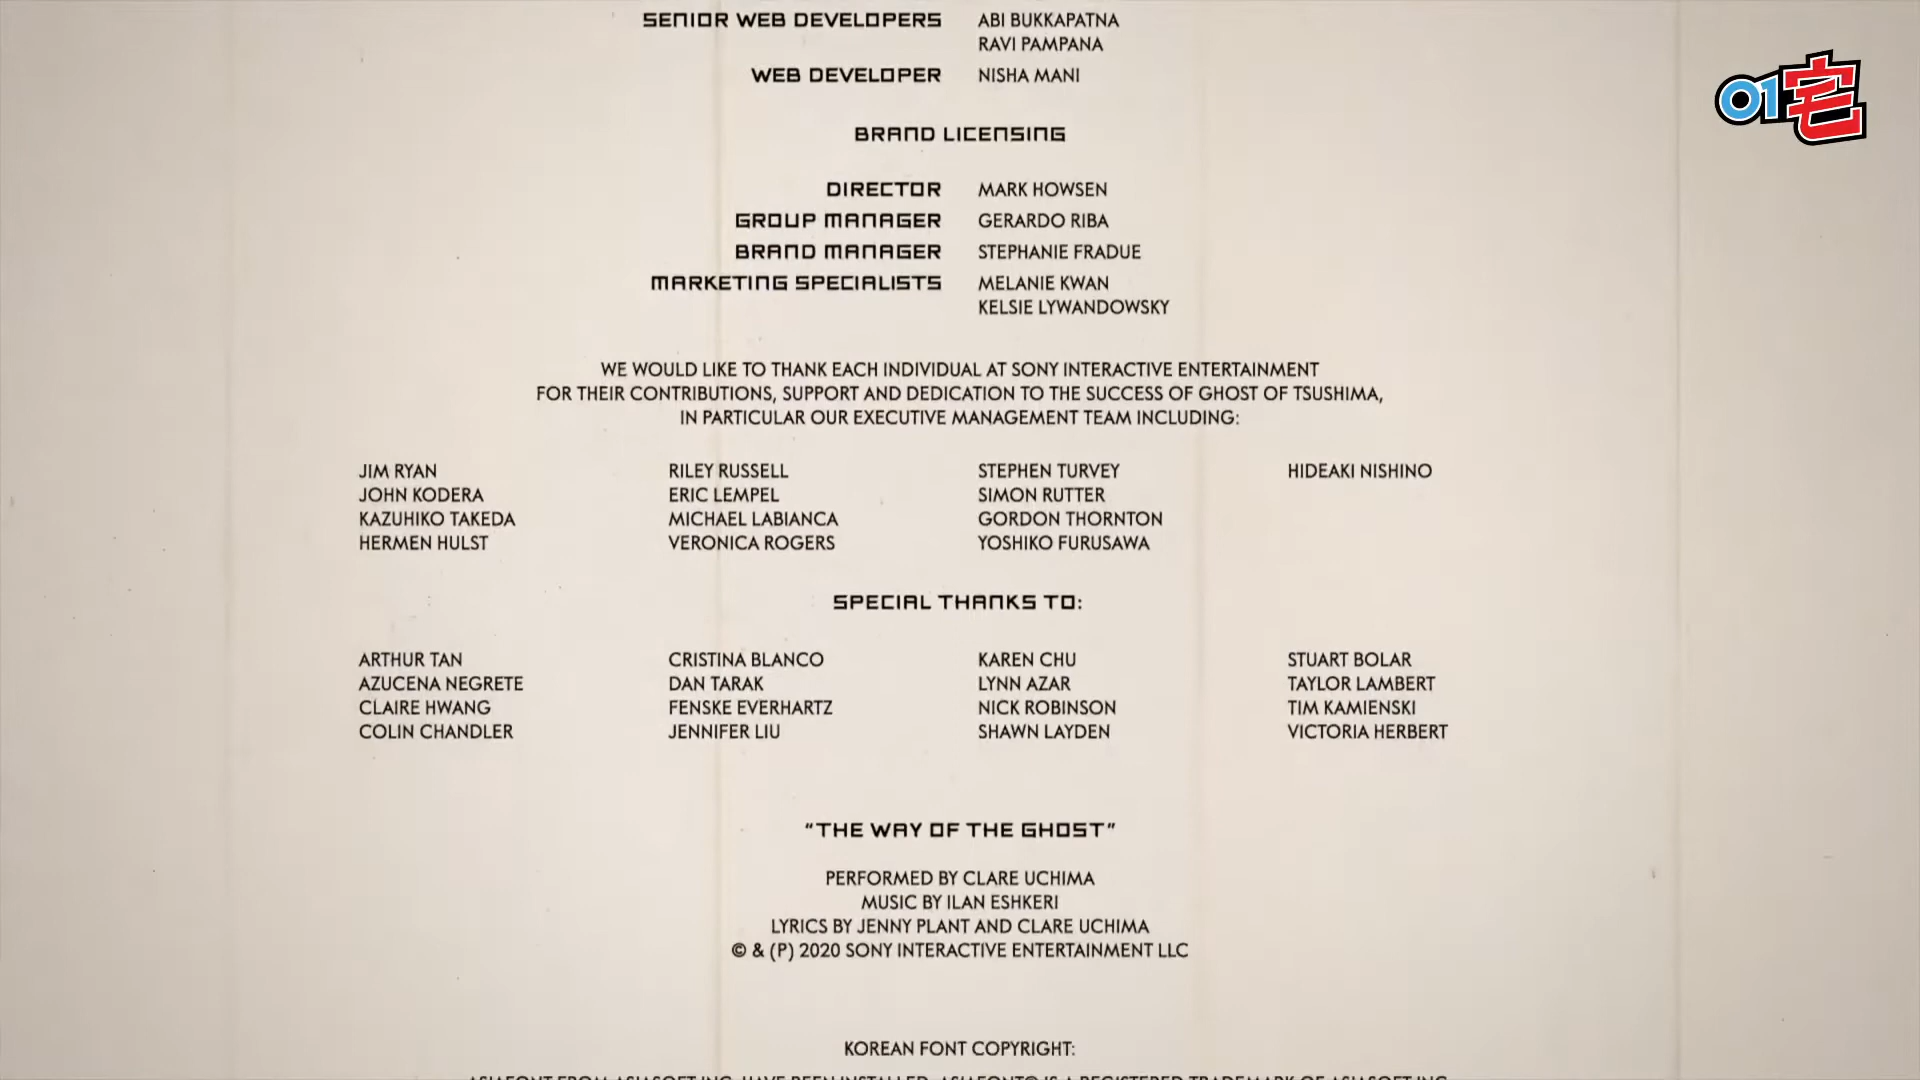 SENIOR WEB DEVELOPERS ABI BUKKAPATNA
RAVI PAMPANA
WEB DEVELOPER NISHA MANI
01宅
BRAND LICENSING
DIRECTOR MARK HOWSEN
GROUP MANAGER GERARDO RIBA
BRAND MANAGER STEPHANIE FRADUE
MARKETING SPECIALISTS MELANIE KWAN
KELSIE LYWANDOWSKY
WE WOULD LIKE TO THANK EACH INDIVIDUAL AT SONY INTERACTIVE ENTERTAINMENT
FOR THEIR CONTRIBUTIONS, SUPPORT AND DEDICATION TO THE SUCCESS OF GHOST OF TSUSHIMA,
IN PARTICULAR OUR EXECUTIVE MANAGEMENT TEAM INCLUDING:
JIM RYAN RILEY RUSSELL STEPHEN TURVEY HIDEAKI NISHINO
JOHN KODERA ERIC LEMPEL SIMON RUTTER
KAZUHIKO TAKEDA MICHAEL LABIANCA GORDON THORNTON
HERMEN HULST VERONICA ROGERS YOSHIKO FURUSAWA
SPECIAL THANKS TO:
ARTHUR TAN CRISTINA BLANCO KAREN CHU STUART BOLAR
AZUCENA NEGRETE DAN TARAK LYNN AZAR TAYLOR LAMBERT
CLAIRE HWANG FENSKE EVERHARTZ NICK ROBINSON TIM KAMIENSKI
COLIN CHANDLER JENNIFER LIU SHAWN LAYDEN VICTORIA HERBERT
“THE WAY OF THE GHOST”
PERFORMED BY CLARE UCHIMA
MUSIC BY ILAN ESHKERI
LYRICS BY JENNY PLANT AND CLARE UCHIMA
© & (P) 2020 SONY INTERACTIVE ENTERTAINMENT LLC
KOREAN FONT COPYRIGHT: